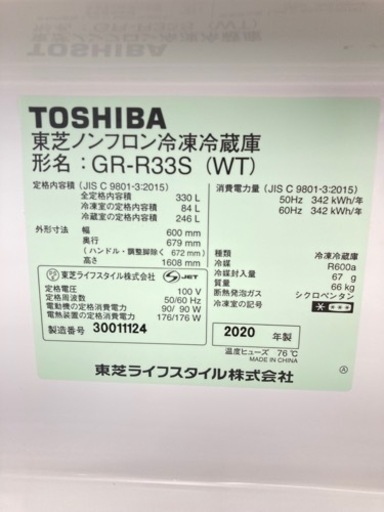 TOSHIBA
東芝ノンフロン冷凍冷蔵庫
形名：GR-R33S (WT)
定格内容積 (JIS C 9801-3:2015)
全定格内容積 330 L
冷凍室の定格内容積 84 L
冷蔵室の定格内容積 246 L
外形寸法 幅 600 mm
奥行 679 mm
(ハンドル・調整脚除く 672 mm)
高さ 1608 mm
消費電力量 (JIS C 9801-3:2015)
50Hz 342 kWh/年
60Hz 342 kWh/年
種類 冷凍冷蔵庫
冷媒 R600a
冷媒封入量 67 g
質量 66 kg
断熱発泡ガス シクロペンタン
冷凍室の記号
東芝ライフスタイル株式会社 JET
定格電圧 100 V
定格周波数 50/60 Hz
電動機の定格消費電力 90/ 90 W
電熱装置の定格消費電力 176/176 W
製造番号 30011124
2020 年製
温度ヒューズ 76℃
MADE IN CHINA
東芝ライフスタイル株式会社
Ⓐ